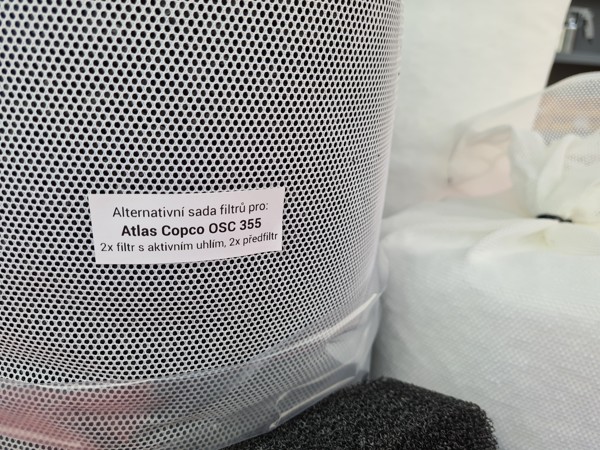 Alternativní sada filtrů pro:
Atlas Copco OSC 355
2x filtr s aktivním uhlím, 2x předfiltr